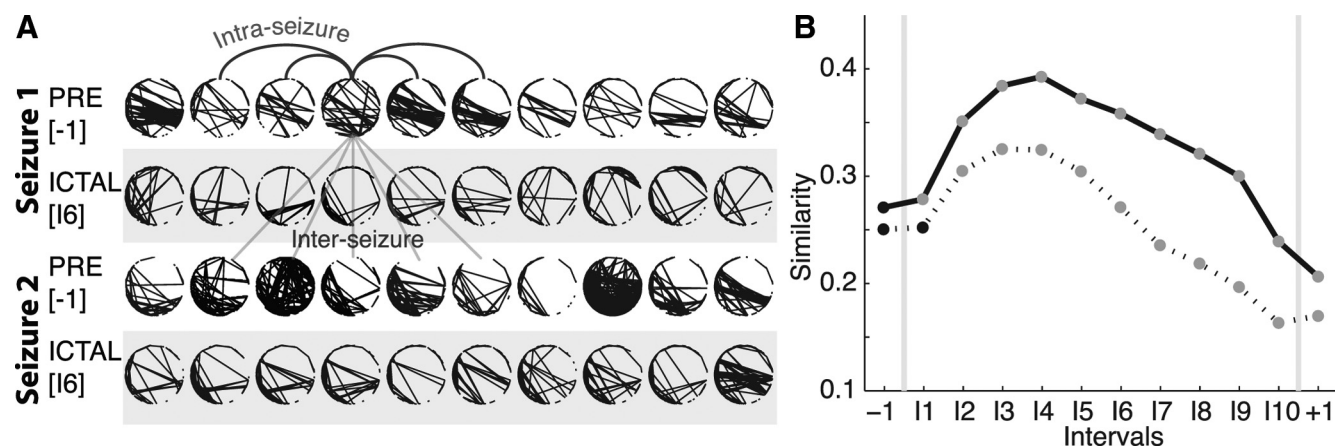 A
Intra-seizure
Seizure 1
PRE
[-1]
ICTAL
[I6]
Inter-seizure
Seizure 2
PRE
[-1]
ICTAL
[I6]
B
Similarity
0.4
0.3
0.2
0.1
−1 I1 I2 I3 I4 I5 I6 I7 I8 I9 I10 +1
Intervals